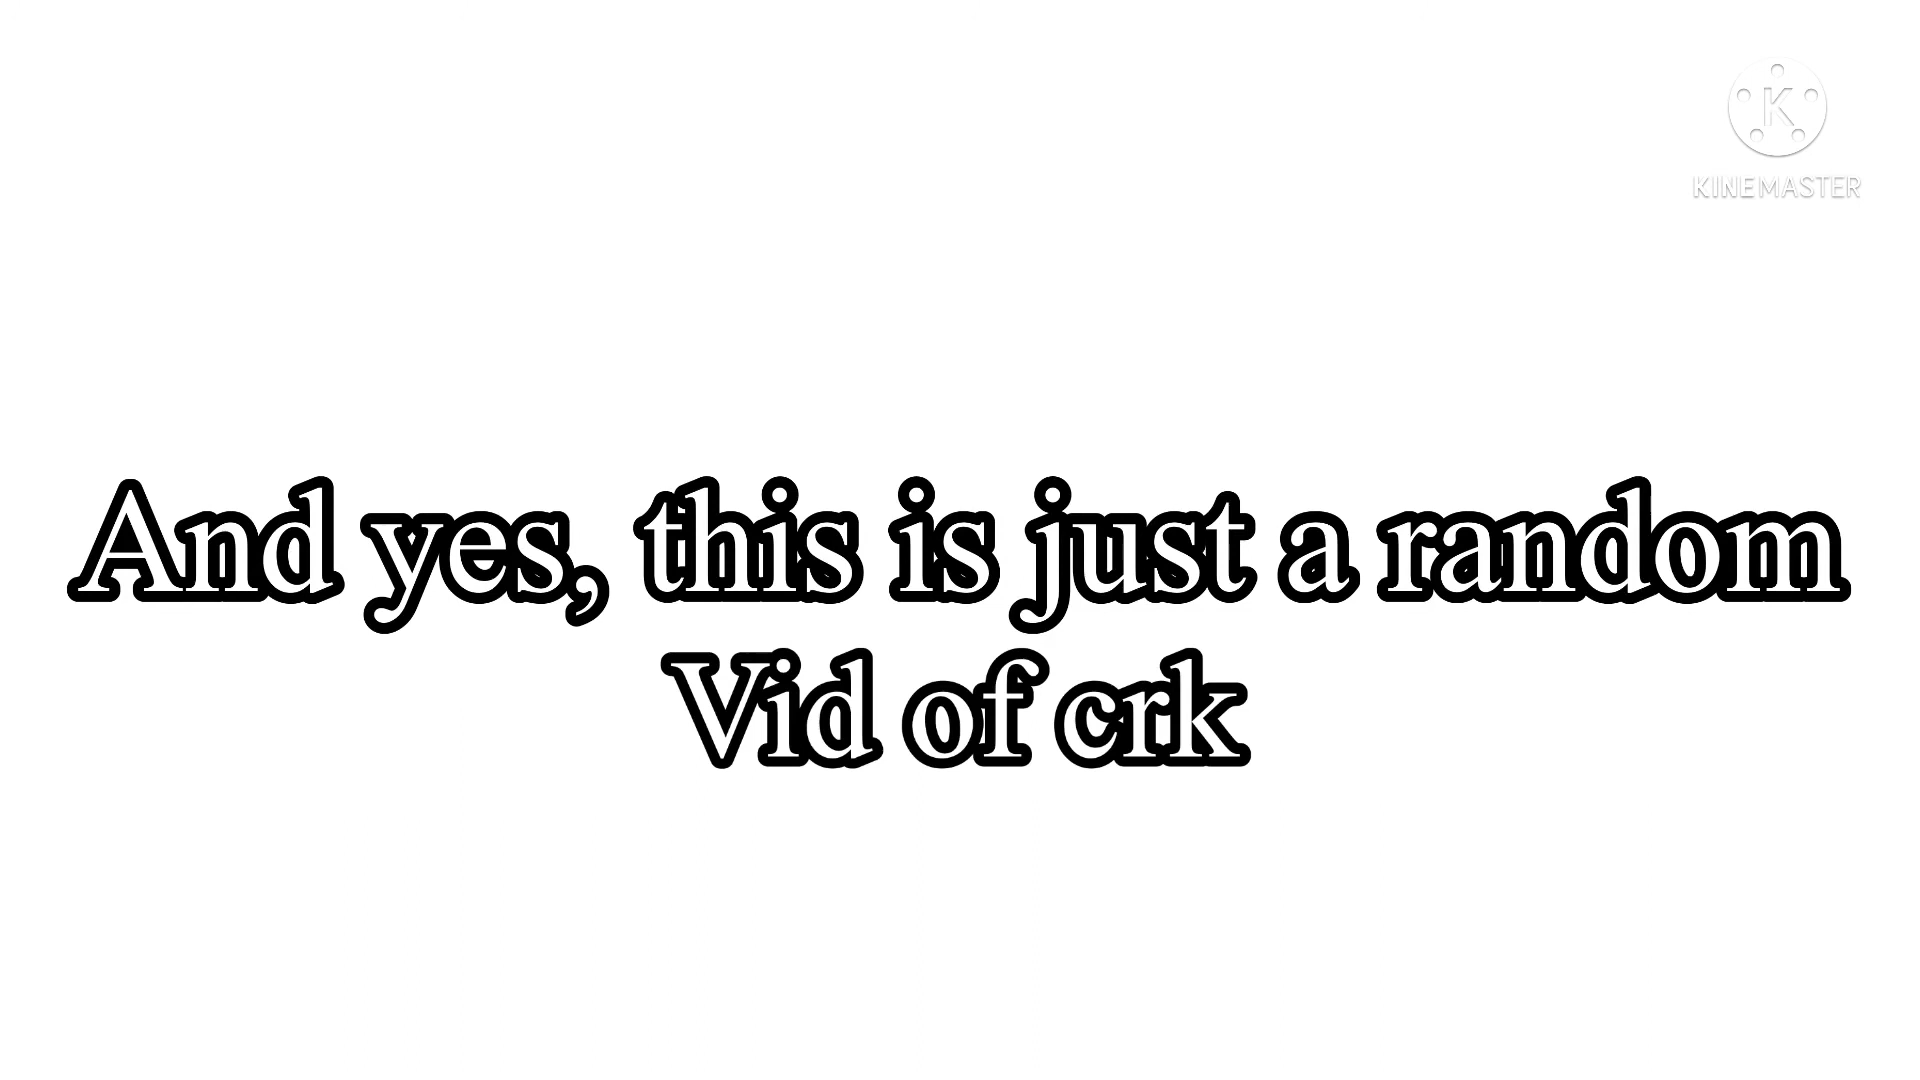 K
KINEMASTER
And yes, this is just a random
Vid of crk